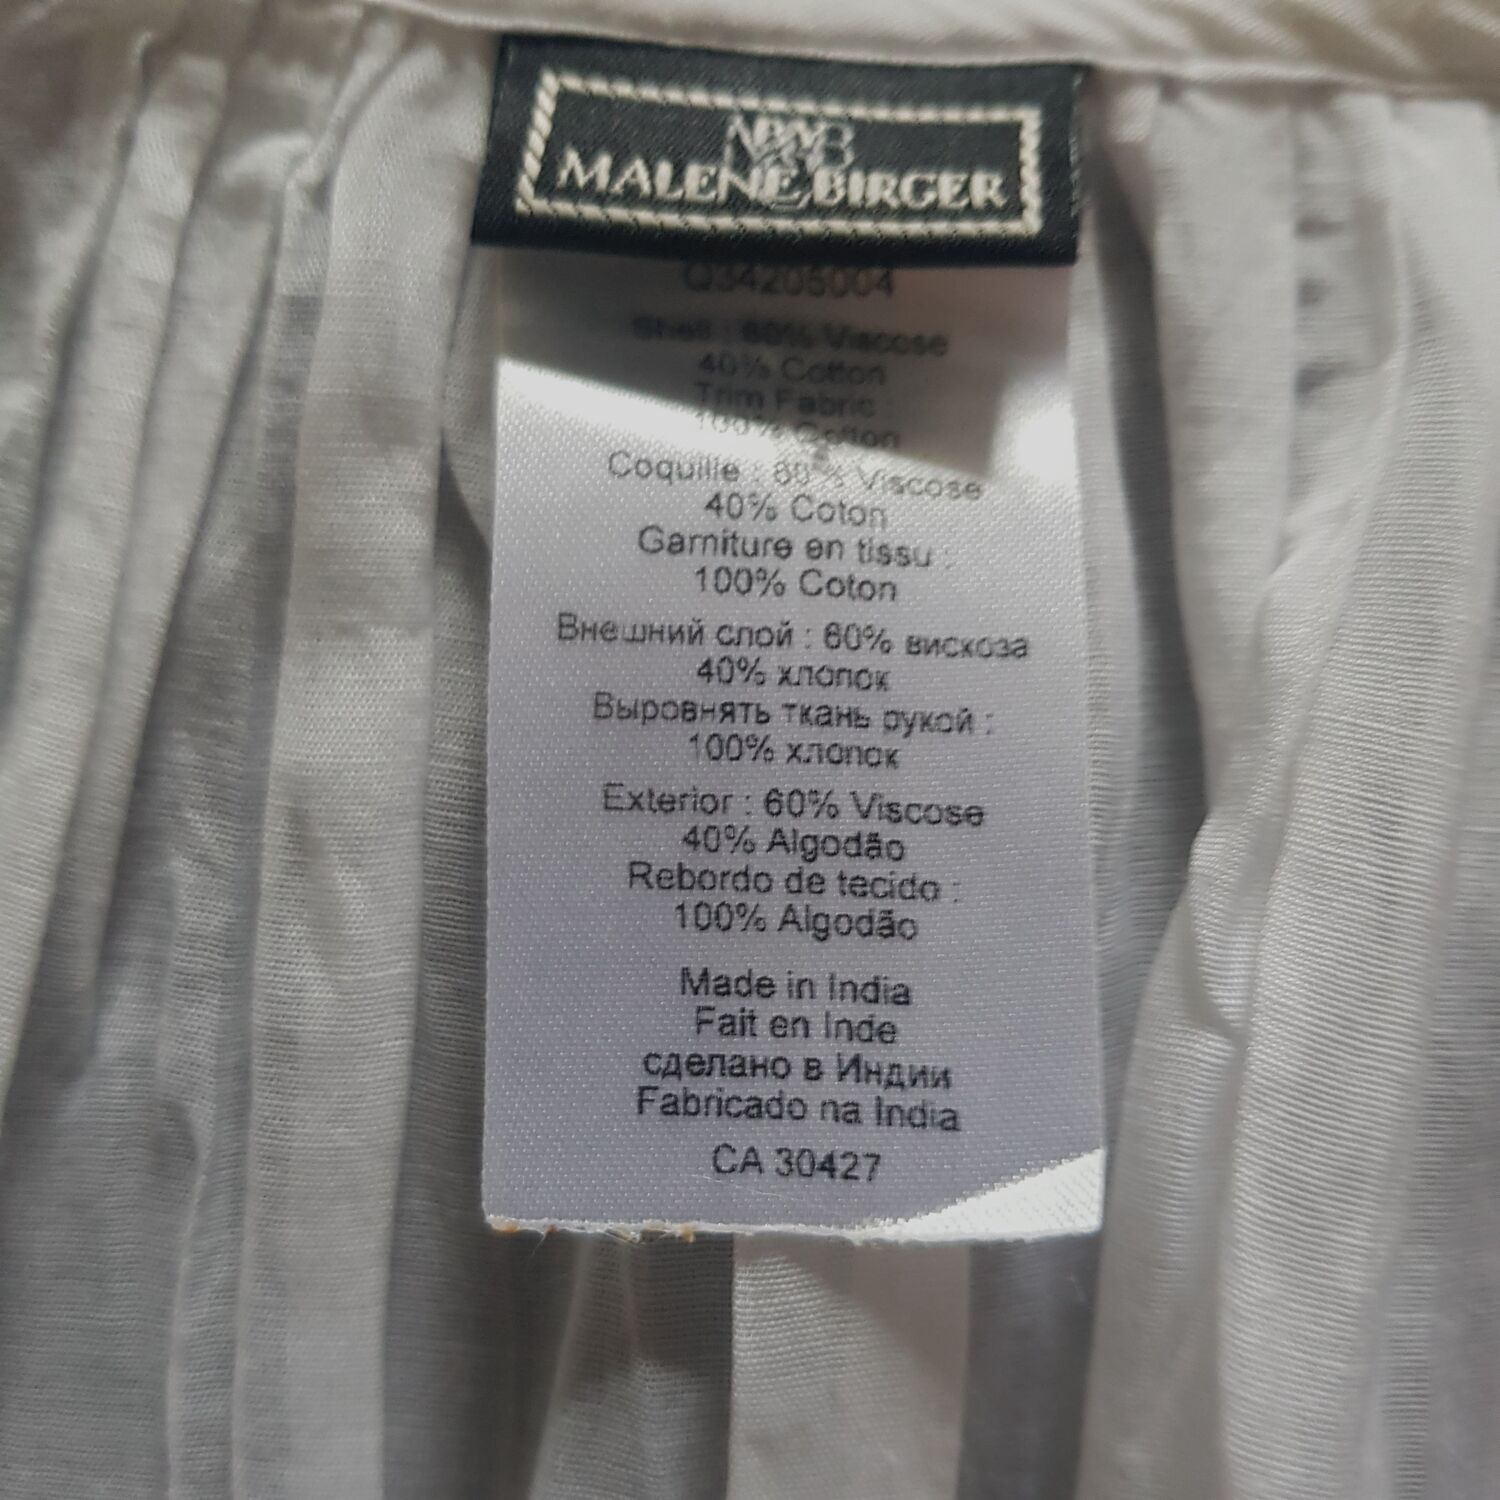 MALENE BIRGER
Q34205004
Shell : 60% Viscose
40% Cotton
Trim Fabric :
100% Cotton
Coquille : 60 % Viscose
40% Coton
Garniture en tissu :
100% Coton
Внешний слой : 60% вискоза
40% хлопок
Выровнять ткань рукой :
100% хлопок
Exterior : 60% Viscose
40% Algodão
Rebordo de tecido :
100% Algodão
Made in India
Fait en Inde
сделано в Индии
Fabricado na India
CA 30427